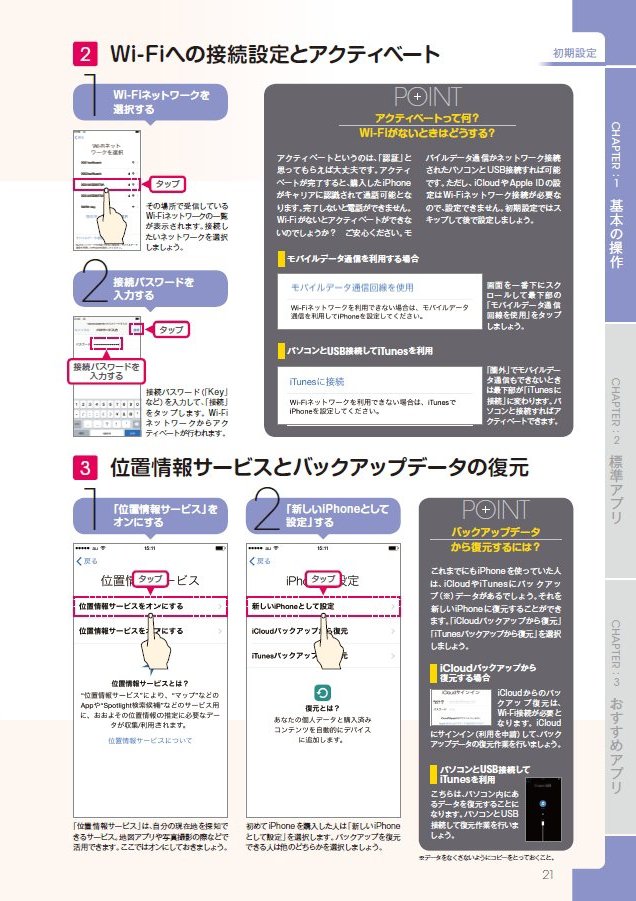 初期設定
2 Wi-Fiへの接続設定とアクティベート
1
Wi-Fiネットワークを
選択する
Wi-Fiネット
ワークを選択
タップ
その場所で受信している
Wi-Fiネットワークの一覧
が表示されます。接続し
たいネットワークを選択
しましょう。
2
接続パスワードを
入力する
タップ
接続パスワードを
入力する
接続パスワード(「Key」
など)を入力して、「接続」
をタップします。Wi-Fi
ネットワークからアク
ティベートが行われます。
POINT
アクティベートって何?
Wi-Fiがないときはどうする?
アクティベートというのは、「認証」と
思ってもらえば大丈夫です。アクティ
ベートが完了すると、購入したiPhone
がキャリアに認識されて通話可能とな
ります。完了しないと電話ができません。
Wi-Fiがないとアクティベートができな
いのでしょうか? ご安心ください。モ
バイルデータ通信かネットワーク接続
されたパソコンとUSB接続すれば可能
です。ただし、iCloudやApple IDの設
定はWi-Fiネットワーク接続が必要な
ので、設定できません。初期設定ではス
キップして後で設定しましょう。
モバイルデータ通信を利用する場合
モバイルデータ通信回線を使用
Wi-Fiネットワークを利用できない場合は、モバイルデータ
通信を利用してiPhoneを設定してください。
画面を一番下にスク
ロールして最下部の
「モバイルデータ通信
回線を使用」をタップ
しましょう。
パソコンとUSB接続してiTunesを利用
iTunesに接続
Wi-Fiネットワークを利用できない場合は、iTunesで
iPhoneを設定してください。
「圏外」でモバイルデー
タ通信もできないとき
は最下部が「iTunesに
接続」に変わります。パ
ソコンと接続すればア
クティベートできます。
3 位置情報サービスとバックアップデータの復元
1
「位置情報サービス」を
オンにする
au 15:11
戻る
位置情 ービス
タップ
位置情報サービスをオンにする
位置情報サービスをオフにする
位置情報サービスとは?
"位置情報サービス"により、"マップ"などの
Appや"Spotlight検索候補"などのサービス用
に、おおよその位置情報の推定に必要なデー
タが収集/利用されます。
位置情報サービスについて
「位置情報サービス」は、自分の現在地を探知で
きるサービス。地図アプリや写真撮影の際などで
活用できます。ここではオンにしておきましょう。
2
「新しいiPhoneとして
設定」する
au 15:11
戻る
iPh 設定
タップ
新しいiPhoneとして設定
iCloudバックアップから復元
iTunesバックアップ ら復元
復元とは?
あなたの個人データと購入済み
コンテンツを自動的にデバイス
に追加します。
初めてiPhoneを購入した人は「新しいiPhone
として設定」を選択します。バックアップを復元
できる人は他のどちらかを選択しましょう。
POINT
バックアップデータ
から復元するには?
これまでにもiPhoneを使っていた人
は、iCloudやiTunesにバックアッ
プ(※)データがあるでしょう。それを
新しいiPhoneに復元することができ
ます。「iCloudバックアップから復元」
「iTunesバックアップから復元」を選択
しましょう。
iCloudバックアップから
復元する場合
iCloudサインイン
iCloudからのバッ
クアップ復元は、
Wi-Fi接続が必要と
なります。iCloud
にサインイン(利用を申請)して、バック
アップデータの復元作業を行いましょう。
パソコンとUSB接続して
iTunesを利用
こちらは、パソコン内にあ
るデータを復元することに
なります。パソコンとUSB
接続して復元作業を行いま
しょう。
※データをなくさないようにコピーをとっておくこと。
CHAPTER:1 基本の操作
CHAPTER:2 標準アプリ
CHAPTER:3 おすすめアプリ
21